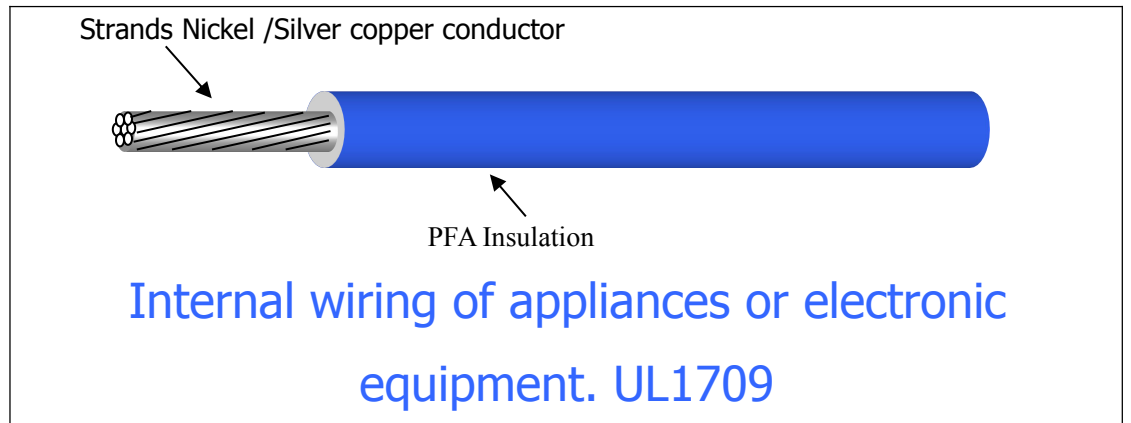 Strands Nickel /Silver copper conductor
PFA Insulation
Internal wiring of appliances or electronic
equipment. UL1709